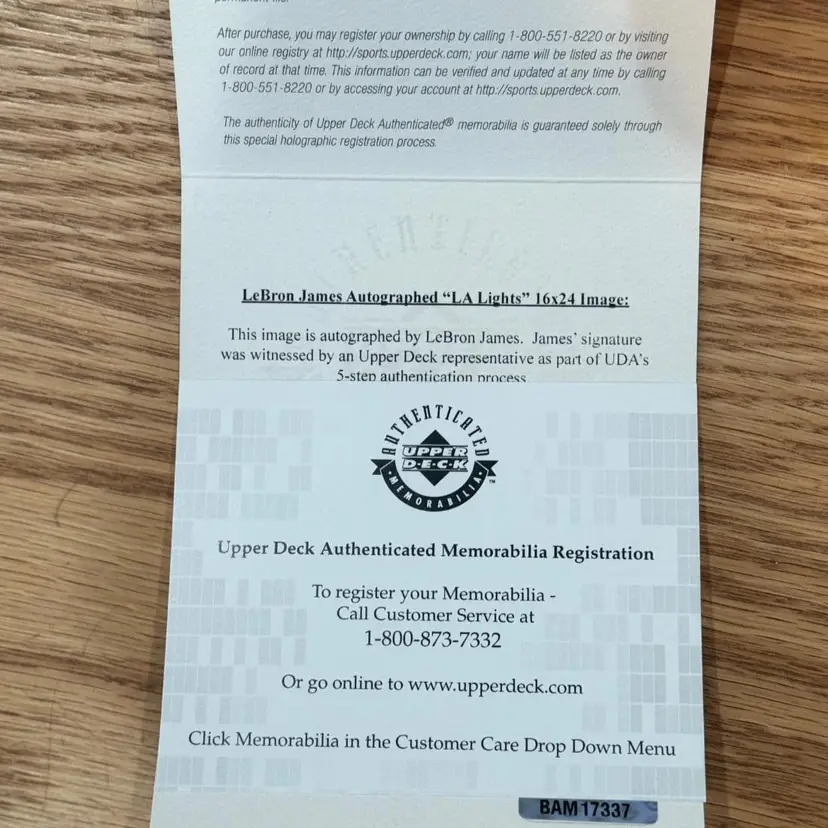 After purchase, you may register your ownership by calling 1-800-551-8220 or by visiting
our online registry at http://sports.upperdeck.com; your name will be listed as the owner
of record at that time. This information can be verified and updated at any time by calling
1-800-551-8220 or by accessing your account at http://sports.upperdeck.com.
The authenticity of Upper Deck Authenticated® memorabilia is guaranteed solely through
this special holographic registration process.
LeBron James Autographed “LA Lights” 16x24 Image:
This image is autographed by LeBron James. James’ signature
was witnessed by an Upper Deck representative as part of UDA’s
5-step authentication process
AUTHENTICATED
UPPER
D·E·C·K
MEMORABILIA
™
Upper Deck Authenticated Memorabilia Registration
To register your Memorabilia -
Call Customer Service at
1-800-873-7332
Or go online to www.upperdeck.com
Click Memorabilia in the Customer Care Drop Down Menu
BAM17337